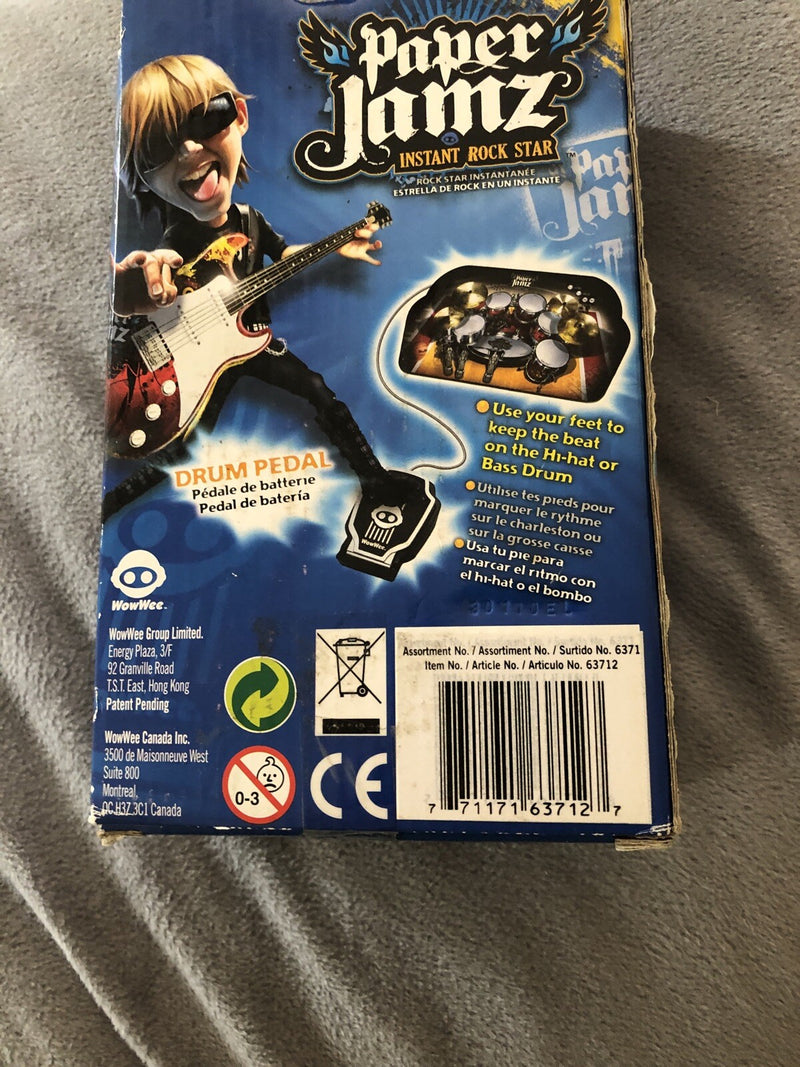 Paper
Jamz
INSTANT ROCK STAR™
ROCK STAR INSTANTANÉE
ESTRELLA DE ROCK EN UN INSTANTE
Paper
Jamz
Use your feet to
keep the beat
on the Hi-hat or
Bass Drum
Utilise tes pieds pour
marquer le rythme
sur le charleston ou
sur la grosse caisse
Usa tu pie para
marcar el ritmo con
el hi-hat o el bombo
DRUM PEDAL
Pédale de batterie
Pedal de batería
WowWee
WowWee
WowWee Group Limited.
Energy Plaza, 3/F
92 Granville Road
T.S.T. East, Hong Kong
Patent Pending
WowWee Canada Inc.
3500 de Maisonneuve West
Suite 800
Montreal,
QC H3Z 3C1 Canada
0-3
CE
Assortment No. / Assortiment No. / Surtido No. 6371
Item No. / Article No. / Articulo No. 63712
7 71171 63712 7